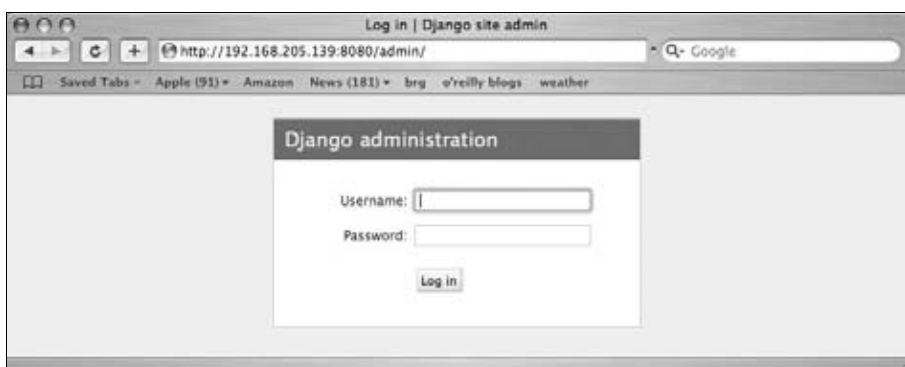 Log in | Django site admin
http://192.168.205.139:8080/admin/
Q- Google
Saved Tabs Apple (91) Amazon News (181) brg o'reilly blogs weather
Django administration
Username:
Password:
Log in